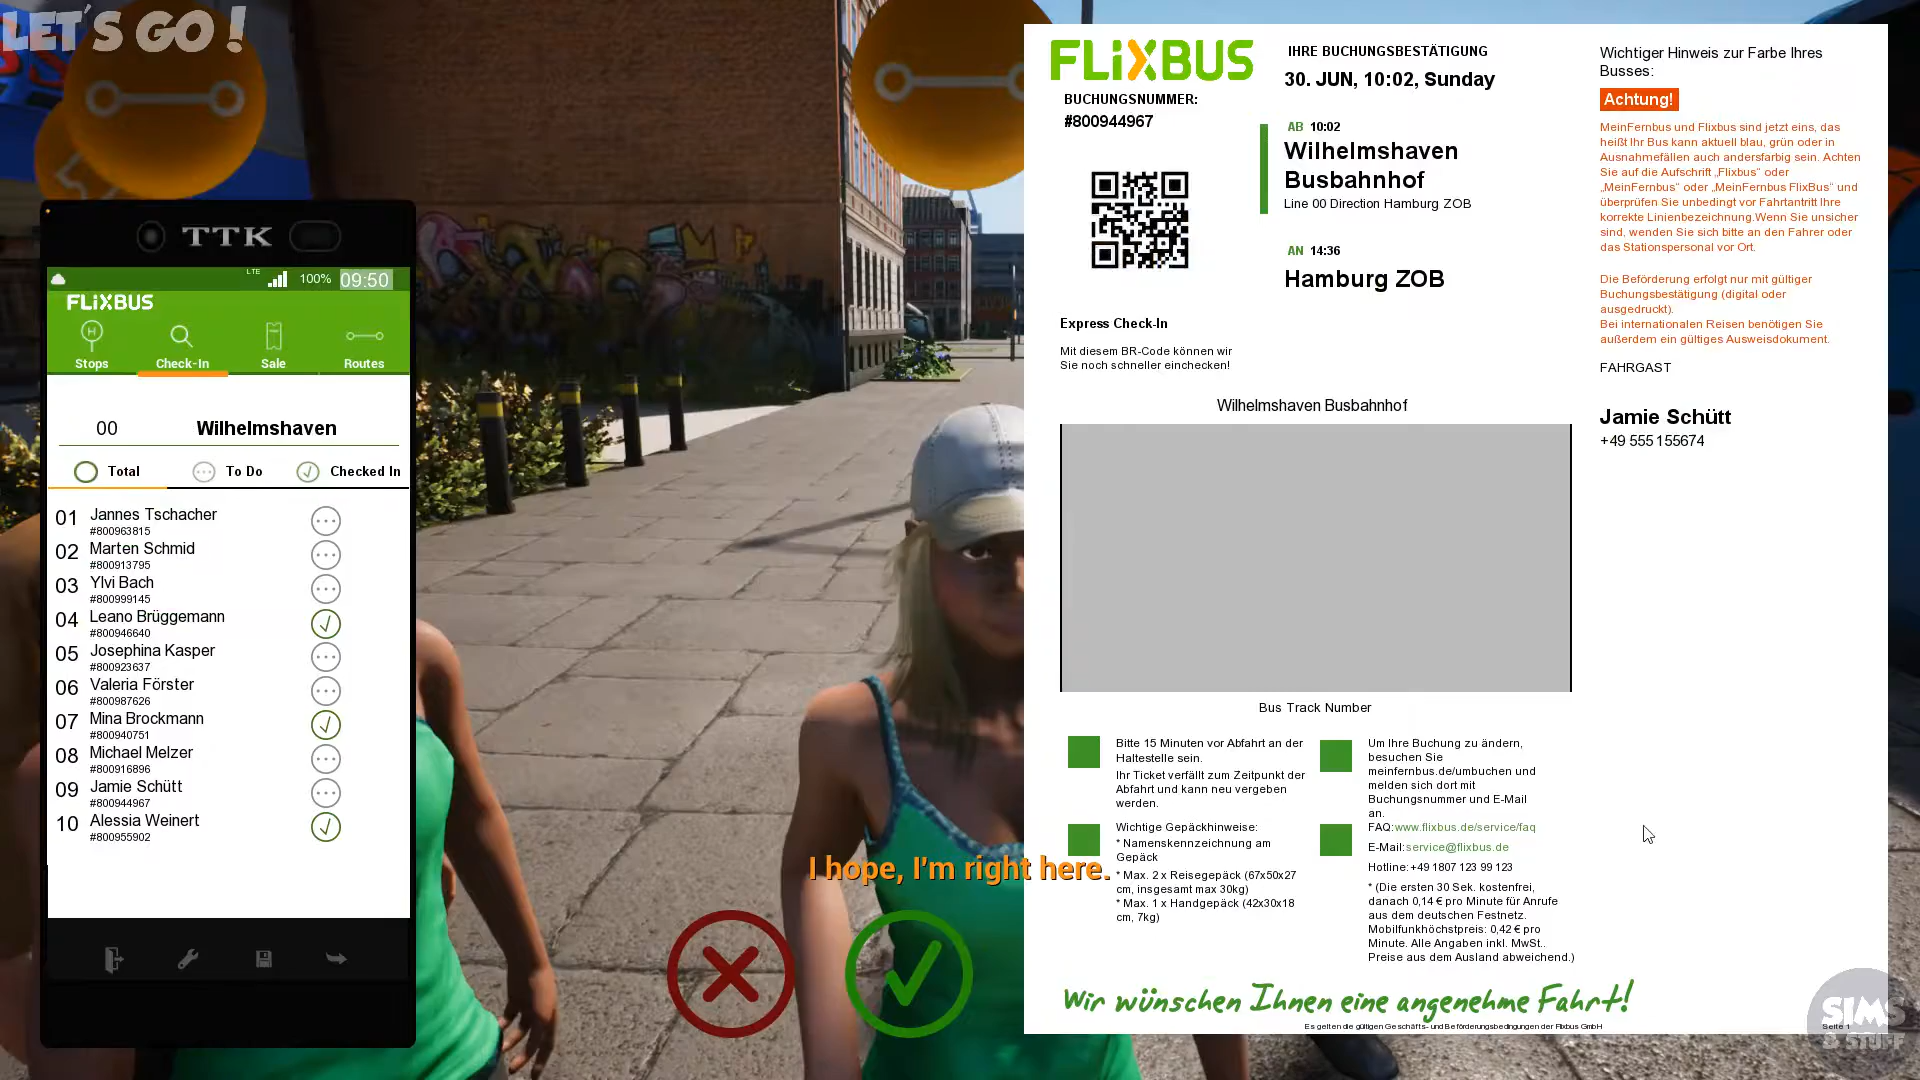 LET'S GO!
TTK
LTE
100%
09:50
FLiXBUS
Stops
Check-In
Sale
Routes
00
Wilhelmshaven
Total
To Do
Checked In
01 Jannes Tschacher
#800963815
02 Marten Schmid
#800913795
03 Ylvi Bach
#800999145
04 Leano Brüggemann
#800946640
05 Josephina Kasper
#800923637
06 Valeria Förster
#800987626
07 Mina Brockmann
#800940751
08 Michael Melzer
#800916896
09 Jamie Schütt
#800944967
10 Alessia Weinert
#800955902
I hope, I'm right here.
FLiXBUS
BUCHUNGSNUMMER:
#800944967
IHRE BUCHUNGSBESTÄTIGUNG
30. JUN, 10:02, Sunday
AB 10:02
Wilhelmshaven
Busbahnhof
Line 00 Direction Hamburg ZOB
AN 14:36
Hamburg ZOB
Express Check-In
Mit diesem BR-Code können wir
Sie noch schneller einchecken!
Wilhelmshaven Busbahnhof
Bus Track Number
Bitte 15 Minuten vor Abfahrt an der
Haltestelle sein.
Ihr Ticket verfällt zum Zeitpunkt der
Abfahrt und kann neu vergeben
werden.
Wichtige Gepäckhinweise:
* Namenskennzeichnung am
Gepäck
* Max. 2 x Reisegepäck (67x50x27
cm, insgesamt max 30kg)
* Max. 1 x Handgepäck (42x30x18
cm, 7kg)
Um Ihre Buchung zu ändern,
besuchen Sie
meinfernbus.de/umbuchen und
melden sich dort mit
Buchungsnummer und E-Mail
an.
FAQ:www.flixbus.de/service/faq
E-Mail:service@flixbus.de
Hotline:+49 1807 123 99 123
* (Die ersten 30 Sek. kostenfrei,
danach 0,14 € pro Minute für Anrufe
aus dem deutschen Festnetz.
Mobilfunkhöchstpreis: 0,42 € pro
Minute. Alle Angaben inkl. MwSt..
Preise aus dem Ausland abweichend.)
Wichtiger Hinweis zur Farbe Ihres
Busses:
Achtung!
MeinFernbus und Flixbus sind jetzt eins, das
heißt Ihr Bus kann aktuell blau, grün oder in
Ausnahmefällen auch andersfarbig sein. Achten
Sie auf die Aufschrift „Flixbus“ oder
„MeinFernbus“ oder „MeinFernbus FlixBus“ und
überprüfen Sie unbedingt vor Fahrtantritt Ihre
korrekte Linienbezeichnung.Wenn Sie unsicher
sind, wenden Sie sich bitte an den Fahrer oder
das Stationspersonal vor Ort.
Die Beförderung erfolgt nur mit gültiger
Buchungsbestätigung (digital oder
ausgedruckt).
Bei internationalen Reisen benötigen Sie
außerdem ein gültiges Ausweisdokument.
FAHRGAST
Jamie Schütt
+49 555 155674
Wir wünschen Ihnen eine angenehme Fahrt!
Es gelten die gültigen Geschäfts- und Beförderungsbedingungen der Flixbus GmbH
Seite 1
SIMS
& STUFF